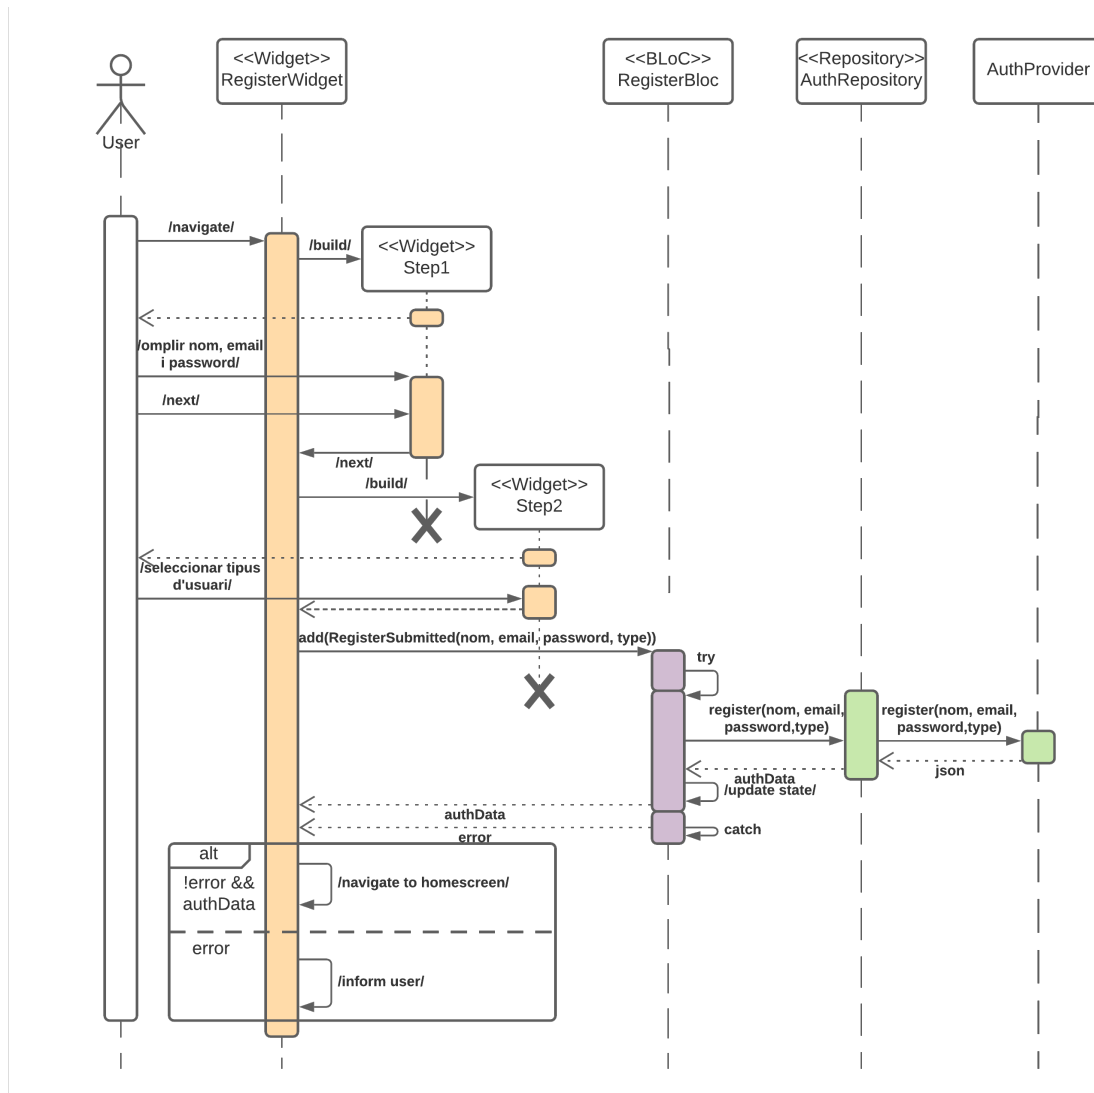 <<Widget>>
RegisterWidget
<<BLoC>>
RegisterBloc
<<Repository>>
AuthRepository
AuthProvider
User
/navigate/
/build/
<<Widget>>
Step1
/omplir nom, email
i password/
/next/
/next/
/build/
<<Widget>>
Step2
/seleccionar tipus
d'usuari/
add(RegisterSubmitted(nom, email, password, type))
try
register(nom, email,
password,type)
register(nom, email,
password,type)
json
authData
/update state/
authData
catch
error
alt
!error &&
authData
/navigate to homescreen/
error
/inform user/